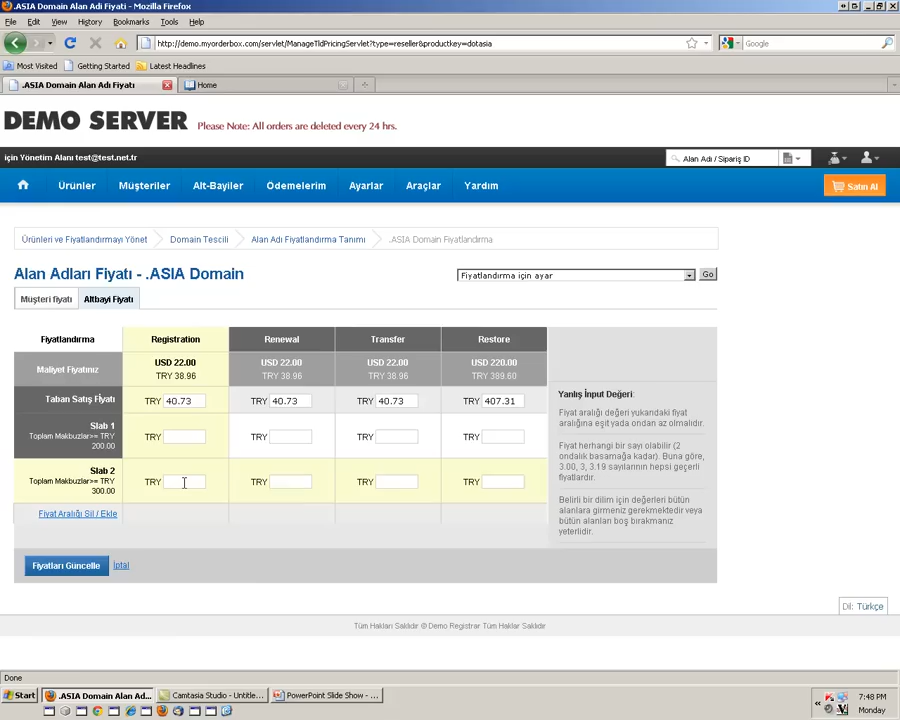 .ASIA Domain Alan Adı Fiyatı - Mozilla Firefox
File Edit View History Bookmarks Tools Help
http://demo.myorderbox.com/servlet/ManageTldPricingServlet?type=reseller&productkey=dotasia
Google
Most Visited Getting Started Latest Headlines
.ASIA Domain Alan Adı Fiyatı Home
DEMO SERVER Please Note: All orders are deleted every 24 hrs.
için Yönetim Alanı test@test.net.tr Alan Adı / Sipariş ID
Ürünler Müşteriler Alt-Bayiler Ödemelerim Ayarlar Araçlar Yardım Satın Al
Ürünleri ve Fiyatlandırmayı Yönet Domain Tescili Alan Adı Fiyatlandırma Tanımı .ASIA Domain Fiyatlandırma
Alan Adları Fiyatı - .ASIA Domain Fiyatlandırma için ayar Go
Müşteri fiyatı Altbayi Fiyatı
Fiyatlandırma Registration Renewal Transfer Restore
Maliyet Fiyatınız
USD 22.00 USD 22.00 USD 22.00 USD 220.00
TRY 38.96 TRY 38.96 TRY 38.96 TRY 389.60
Taban Satış Fiyatı TRY 40.73 TRY 40.73 TRY 40.73 TRY 407.31
Slab 1
Toplam Makbuzlar>= TRY
200.00
TRY TRY TRY TRY
Slab 2
Toplam Makbuzlar>= TRY
300.00
TRY TRY TRY TRY
Fiyat Aralığı Sil / Ekle
Yanlış İnput Değeri:
Fiyat aralığı değeri yukarıdaki fiyat
aralığına eşit yada ondan az olmalıdır.
Fiyat herhangi bir sayı olabilir (2
ondalık basamağa kadar). Buna göre,
3.00, 3, 3.19 sayılarının hepsi geçerli
fiyatlardır.
Belirli bir dilim için değerleri bütün
alanlara girmeniz gerekmektedir veya
bütün alanları boş bırakmanız
yeterlidir.
Fiyatları Güncelle İptal
Dil: Türkçe
Tüm Hakları Saklıdır © Demo Registrar Tüm Haklar Saklıdır
Done
Start .ASIA Domain Alan Ad... Camtasia Studio - Untitle... PowerPoint Slide Show - ... 7:48 PM
Monday